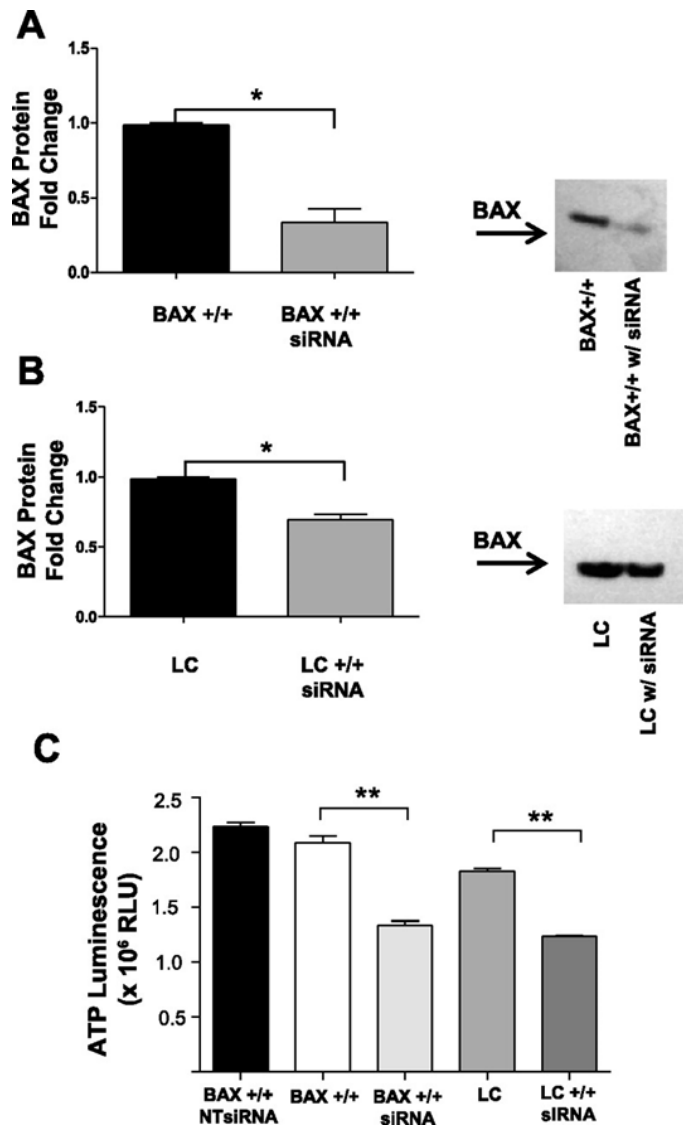 A
BAX Protein
Fold Change
1.5
1.0
0.5
0.0
*
BAX +/+
BAX +/+
siRNA
BAX
BAX+/+
BAX+/+ w/ siRNA
B
BAX Protein
Fold Change
1.5
1.0
0.5
0.0
*
LC
LC +/+
siRNA
BAX
LC
LC w/ siRNA
C
ATP Luminescence
(x 10⁶ RLU)
2.5
2.0
1.5
1.0
0.5
**
**
BAX +/+
NTsiRNA
BAX +/+
BAX +/+
siRNA
LC
LC +/+
siRNA